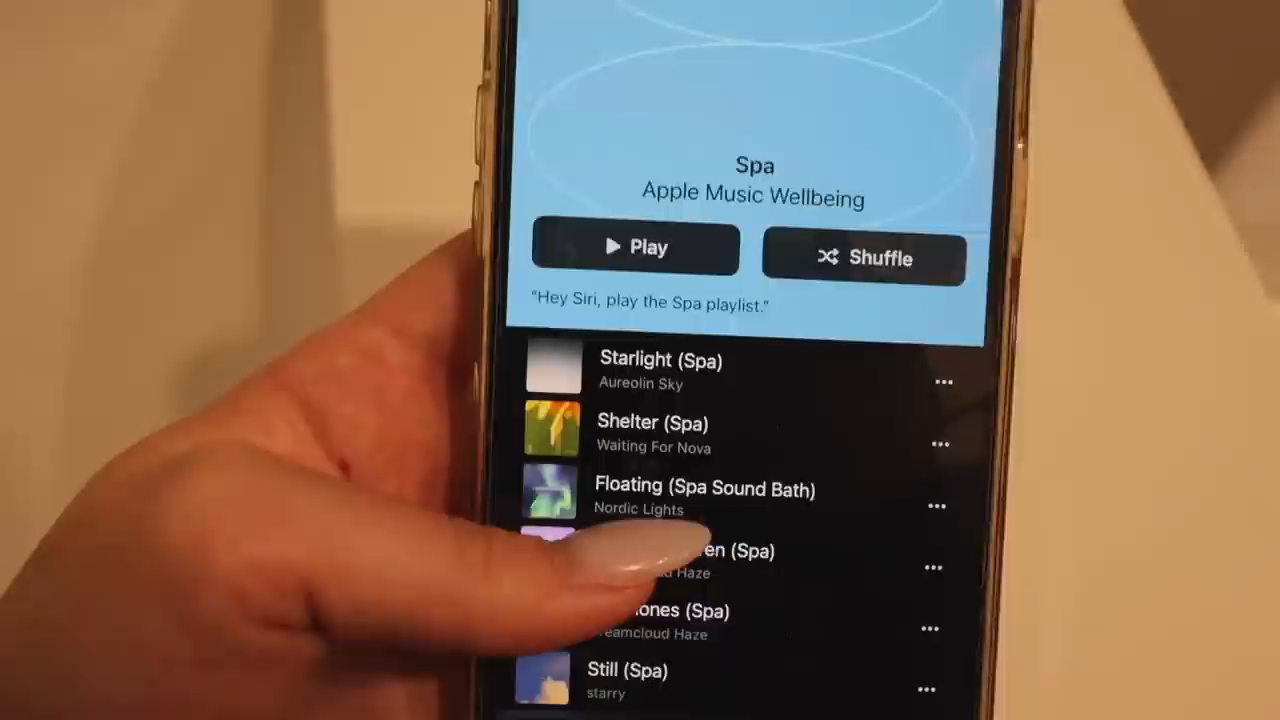 Spa
Apple Music Wellbeing
Play
Shuffle
"Hey Siri, play the Spa playlist."
Starlight (Spa)
Aureolin Sky
Shelter (Spa)
Waiting For Nova
Floating (Spa Sound Bath)
Nordic Lights
(Spa)
Haze
(Spa)
Haze
Still (Spa)
starry